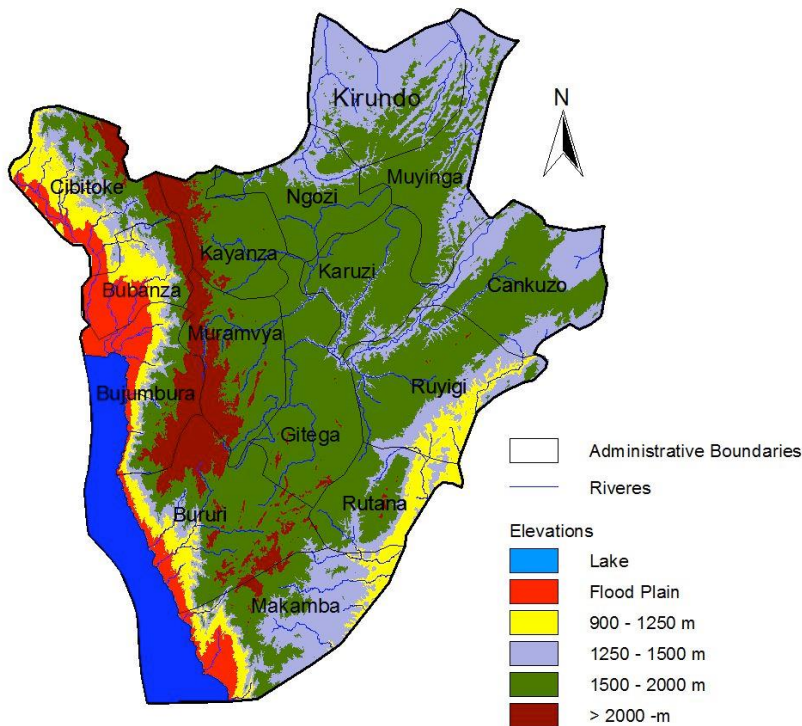 N
Kirundo
Muyinga
Cibitoke
Ngozi
Kayanza
Karuzi
Cankuzo
Bubanza
Muramvya
Bujumbura
Ruyigi
Gitega
Rutana
Bururi
Makamba
Administrative Boundaries
Riveres
Elevations
Lake
Flood Plain
900 - 1250 m
1250 - 1500 m
1500 - 2000 m
> 2000 -m